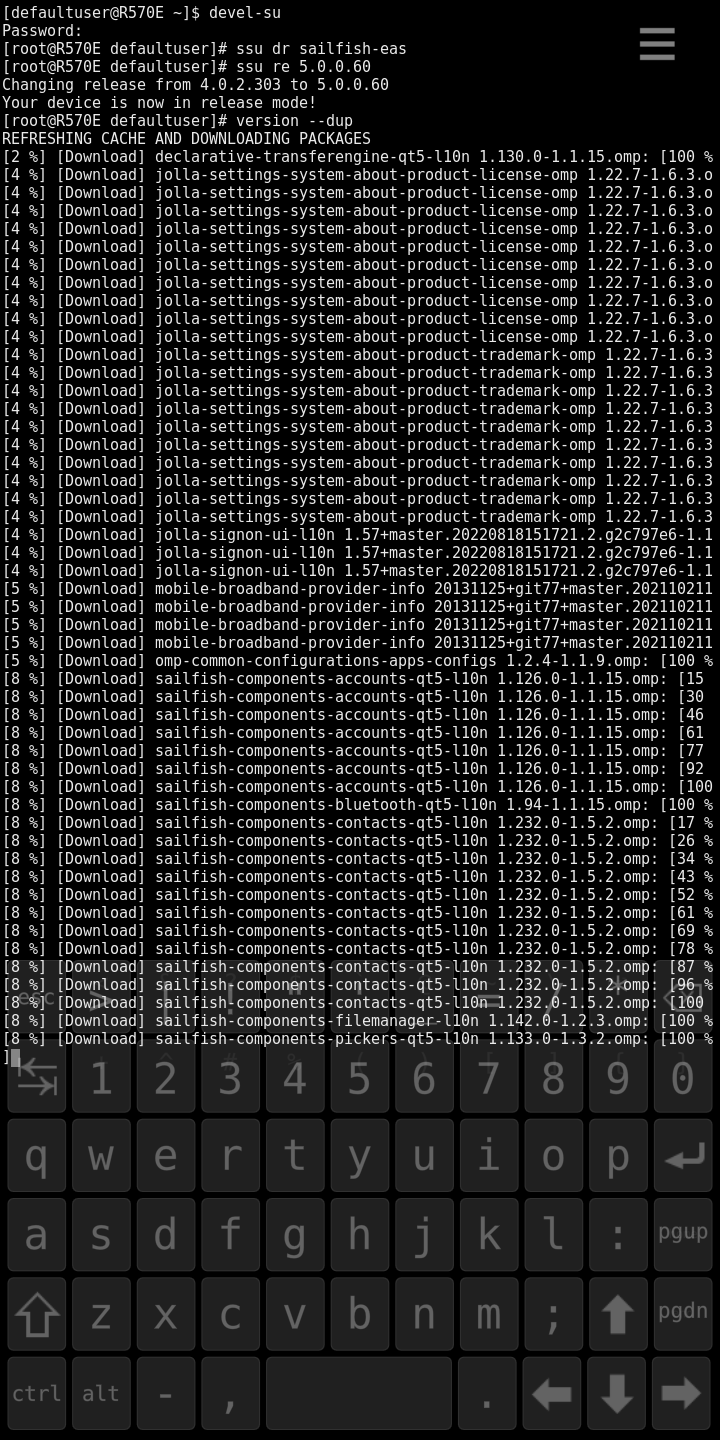 [defaultuser@R570E ~]$ devel-su
Password:
[root@R570E defaultuser]# ssu dr sailfish-eas
[root@R570E defaultuser]# ssu re 5.0.0.60
Changing release from 4.0.2.303 to 5.0.0.60
Your device is now in release mode!
[root@R570E defaultuser]# version --dup
REFRESHING CACHE AND DOWNLOADING PACKAGES
[2 %] [Download] declarative-transferengine-qt5-l10n 1.130.0-1.1.15.omp: [100 %
[4 %] [Download] jolla-settings-system-about-product-license-omp 1.22.7-1.6.3.o
[4 %] [Download] jolla-settings-system-about-product-license-omp 1.22.7-1.6.3.o
[4 %] [Download] jolla-settings-system-about-product-license-omp 1.22.7-1.6.3.o
[4 %] [Download] jolla-settings-system-about-product-license-omp 1.22.7-1.6.3.o
[4 %] [Download] jolla-settings-system-about-product-license-omp 1.22.7-1.6.3.o
[4 %] [Download] jolla-settings-system-about-product-license-omp 1.22.7-1.6.3.o
[4 %] [Download] jolla-settings-system-about-product-license-omp 1.22.7-1.6.3.o
[4 %] [Download] jolla-settings-system-about-product-license-omp 1.22.7-1.6.3.o
[4 %] [Download] jolla-settings-system-about-product-license-omp 1.22.7-1.6.3.o
[4 %] [Download] jolla-settings-system-about-product-license-omp 1.22.7-1.6.3.o
[4 %] [Download] jolla-settings-system-about-product-trademark-omp 1.22.7-1.6.3
[4 %] [Download] jolla-settings-system-about-product-trademark-omp 1.22.7-1.6.3
[4 %] [Download] jolla-settings-system-about-product-trademark-omp 1.22.7-1.6.3
[4 %] [Download] jolla-settings-system-about-product-trademark-omp 1.22.7-1.6.3
[4 %] [Download] jolla-settings-system-about-product-trademark-omp 1.22.7-1.6.3
[4 %] [Download] jolla-settings-system-about-product-trademark-omp 1.22.7-1.6.3
[4 %] [Download] jolla-settings-system-about-product-trademark-omp 1.22.7-1.6.3
[4 %] [Download] jolla-settings-system-about-product-trademark-omp 1.22.7-1.6.3
[4 %] [Download] jolla-settings-system-about-product-trademark-omp 1.22.7-1.6.3
[4 %] [Download] jolla-settings-system-about-product-trademark-omp 1.22.7-1.6.3
[4 %] [Download] jolla-signon-ui-l10n 1.57+master.20220818151721.2.g2c797e6-1.1
[4 %] [Download] jolla-signon-ui-l10n 1.57+master.20220818151721.2.g2c797e6-1.1
[4 %] [Download] jolla-signon-ui-l10n 1.57+master.20220818151721.2.g2c797e6-1.1
[5 %] [Download] mobile-broadband-provider-info 20131125+git77+master.202110211
[5 %] [Download] mobile-broadband-provider-info 20131125+git77+master.202110211
[5 %] [Download] mobile-broadband-provider-info 20131125+git77+master.202110211
[5 %] [Download] mobile-broadband-provider-info 20131125+git77+master.202110211
[5 %] [Download] omp-common-configurations-apps-configs 1.2.4-1.1.9.omp: [100 %
[8 %] [Download] sailfish-components-accounts-qt5-l10n 1.126.0-1.1.15.omp: [15
[8 %] [Download] sailfish-components-accounts-qt5-l10n 1.126.0-1.1.15.omp: [30
[8 %] [Download] sailfish-components-accounts-qt5-l10n 1.126.0-1.1.15.omp: [46
[8 %] [Download] sailfish-components-accounts-qt5-l10n 1.126.0-1.1.15.omp: [61
[8 %] [Download] sailfish-components-accounts-qt5-l10n 1.126.0-1.1.15.omp: [77
[8 %] [Download] sailfish-components-accounts-qt5-l10n 1.126.0-1.1.15.omp: [92
[8 %] [Download] sailfish-components-accounts-qt5-l10n 1.126.0-1.1.15.omp: [100
[8 %] [Download] sailfish-components-bluetooth-qt5-l10n 1.94-1.1.15.omp: [100 %
[8 %] [Download] sailfish-components-contacts-qt5-l10n 1.232.0-1.5.2.omp: [17 %
[8 %] [Download] sailfish-components-contacts-qt5-l10n 1.232.0-1.5.2.omp: [26 %
[8 %] [Download] sailfish-components-contacts-qt5-l10n 1.232.0-1.5.2.omp: [34 %
[8 %] [Download] sailfish-components-contacts-qt5-l10n 1.232.0-1.5.2.omp: [43 %
[8 %] [Download] sailfish-components-contacts-qt5-l10n 1.232.0-1.5.2.omp: [52 %
[8 %] [Download] sailfish-components-contacts-qt5-l10n 1.232.0-1.5.2.omp: [61 %
[8 %] [Download] sailfish-components-contacts-qt5-l10n 1.232.0-1.5.2.omp: [69 %
[8 %] [Download] sailfish-components-contacts-qt5-l10n 1.232.0-1.5.2.omp: [78 %
[8 %] [Download] sailfish-components-contacts-qt5-l10n 1.232.0-1.5.2.omp: [87 %
[8 %] [Download] sailfish-components-contacts-qt5-l10n 1.232.0-1.5.2.omp: [96 %
[8 %] [Download] sailfish-components-contacts-qt5-l10n 1.232.0-1.5.2.omp: [100
[8 %] [Download] sailfish-components-filemanager-l10n 1.142.0-1.2.3.omp: [100 %
[8 %] [Download] sailfish-components-pickers-qt5-l10n 1.133.0-1.3.2.omp: [100 %
]
1 2 3 4 5 6 7 8 9 0
q w e r t y u i o p
a s d f g h j k l : pgup
z x c v b n m ; pgdn
ctrl alt - , .